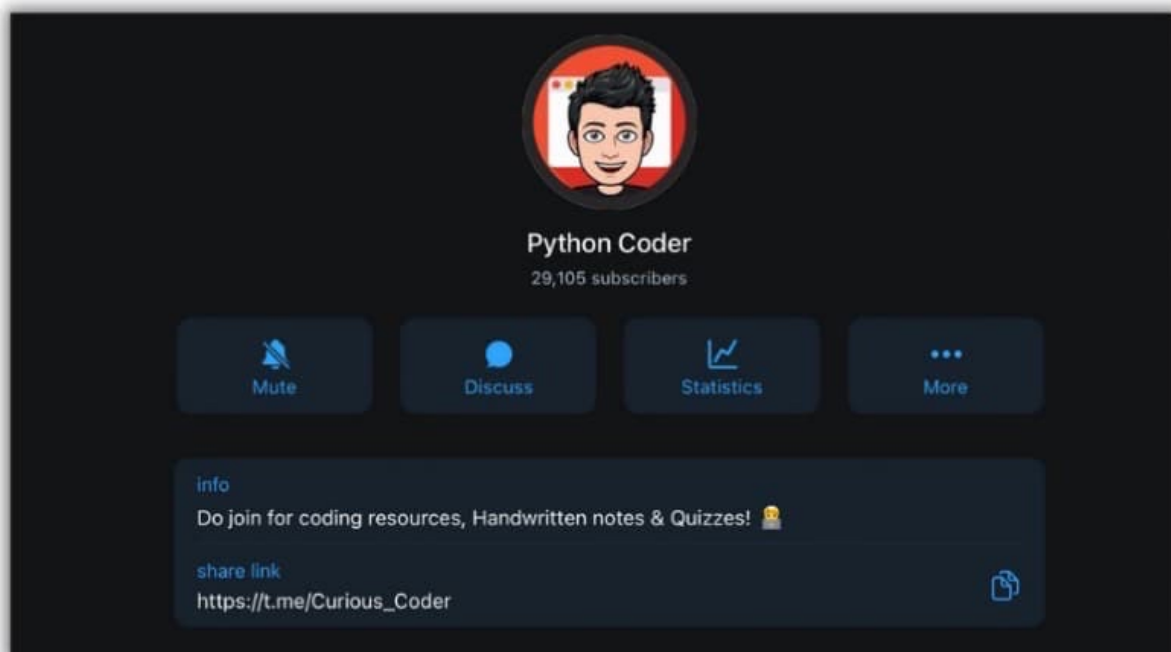 Python Coder
29,105 subscribers
Mute
Discuss
Statistics
More
info
Do join for coding resources, Handwritten notes & Quizzes! 👨‍💻
share link
https://t.me/Curious_Coder